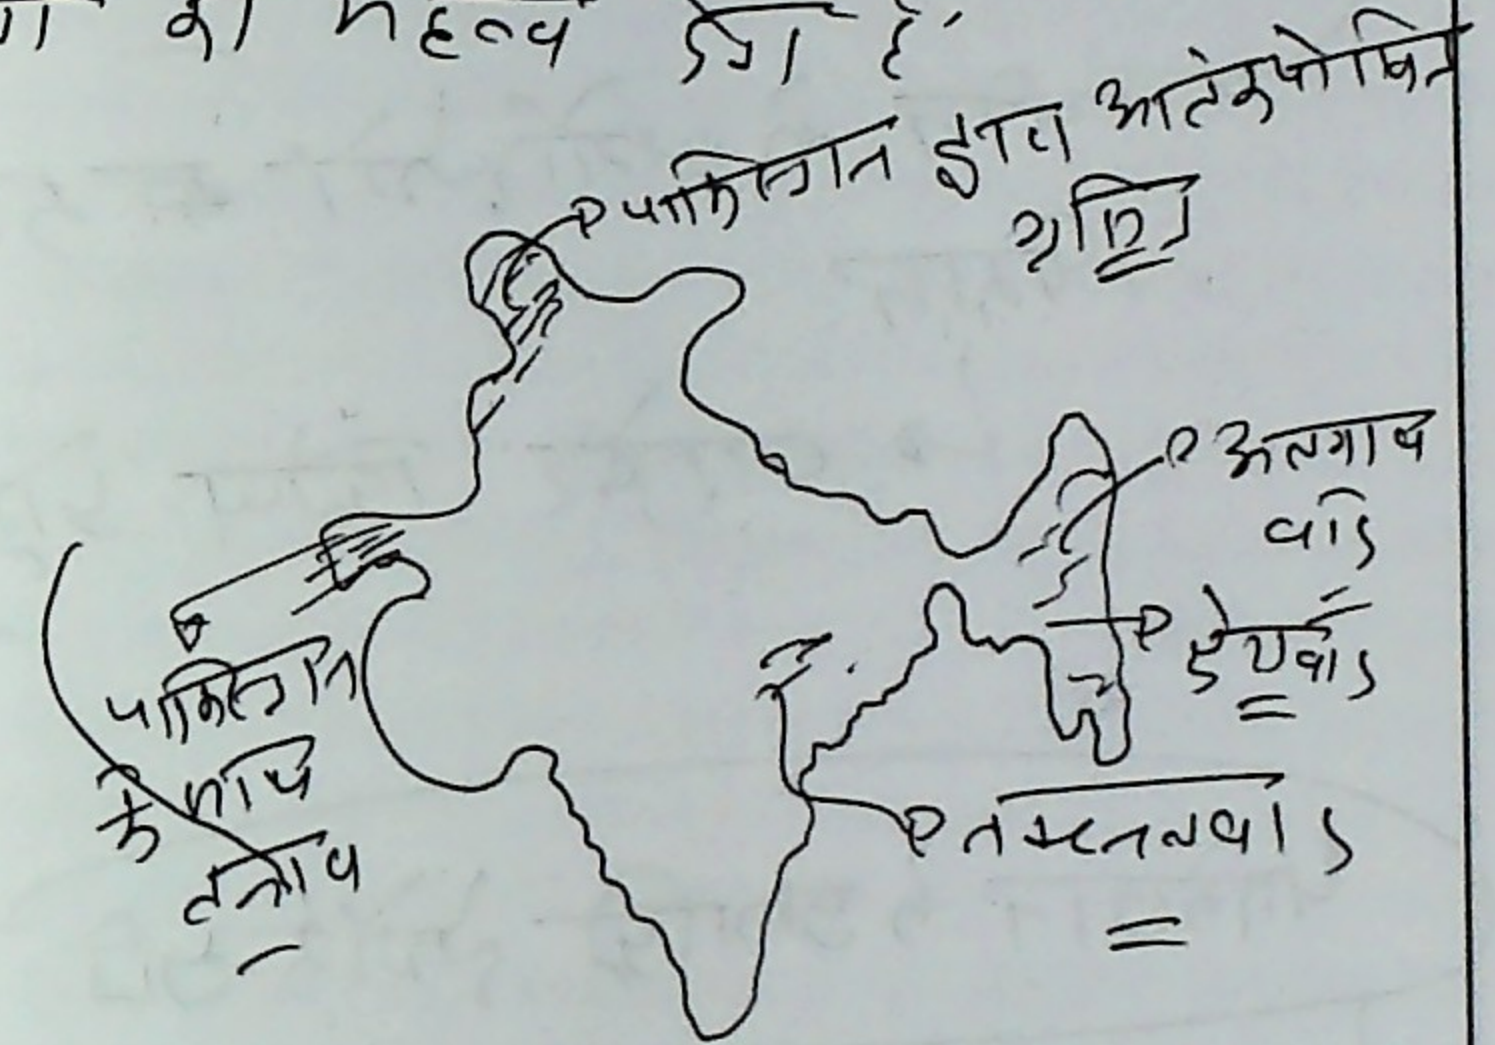 का महत्व देता है
पाकिस्तान द्वारा आतंकपोषित
पाकिस्तान
के साथ
तनाव
अलगाव
वाद
उग्रवाद
नक्सलवाद